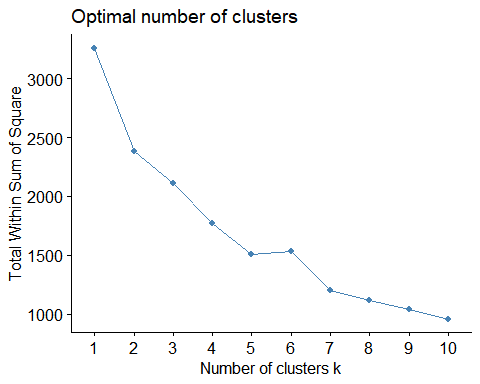 Optimal number of clusters
Total Within Sum of Square
3000
2500
2000
1500
1000
1 2 3 4 5 6 7 8 9 10
Number of clusters k